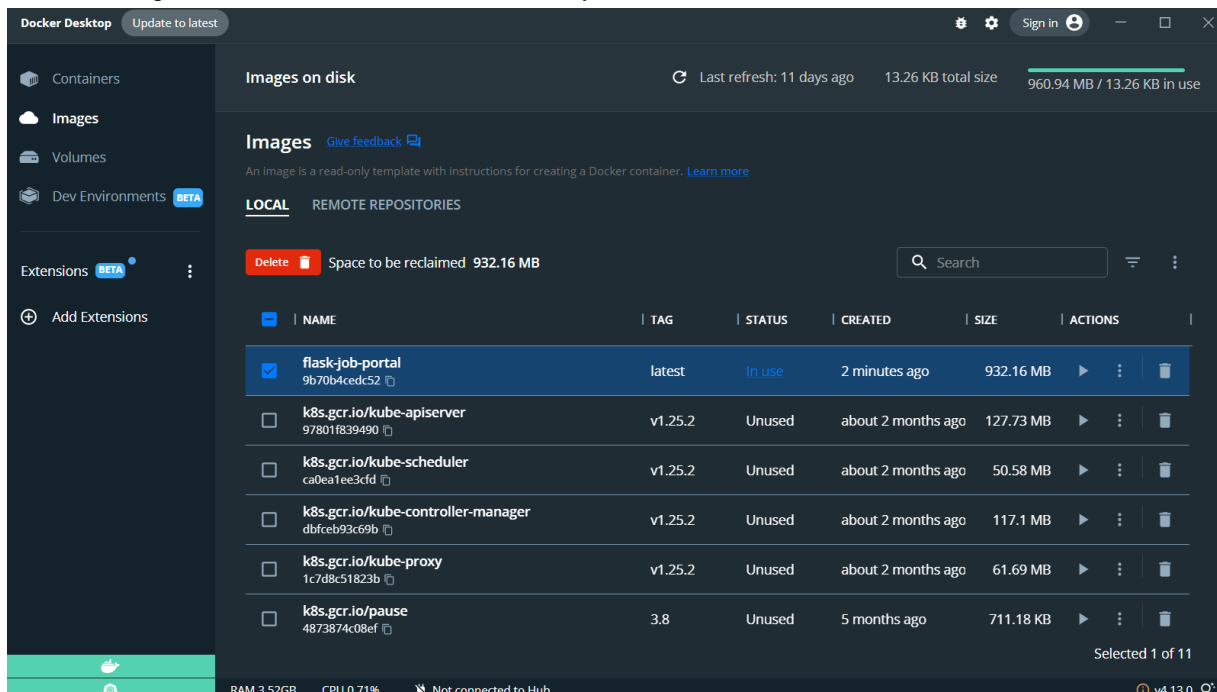 Docker Desktop Update to latest Sign in
Containers
Images
Volumes
Dev Environments BETA
Extensions BETA
Add Extensions
Images on disk Last refresh: 11 days ago 13.26 KB total size 960.94 MB / 13.26 KB in use
Images Give feedback
An image is a read-only template with instructions for creating a Docker container. Learn more
LOCAL REMOTE REPOSITORIES
Delete Space to be reclaimed 932.16 MB Search
NAME TAG STATUS CREATED SIZE ACTIONS
flask-job-portal latest In use 2 minutes ago 932.16 MB
9b70b4cedc52
k8s.gcr.io/kube-apiserver v1.25.2 Unused about 2 months ago 127.73 MB
97801f839490
k8s.gcr.io/kube-scheduler v1.25.2 Unused about 2 months ago 50.58 MB
ca0ea1ee3cfd
k8s.gcr.io/kube-controller-manager v1.25.2 Unused about 2 months ago 117.1 MB
dbfceb93c69b
k8s.gcr.io/kube-proxy v1.25.2 Unused about 2 months ago 61.69 MB
1c7d8c51823b
k8s.gcr.io/pause 3.8 Unused 5 months ago 711.18 KB
4873874c08ef
Selected 1 of 11
RAM 3.52GB CPU 0.71% Not connected to Hub v4.13.0